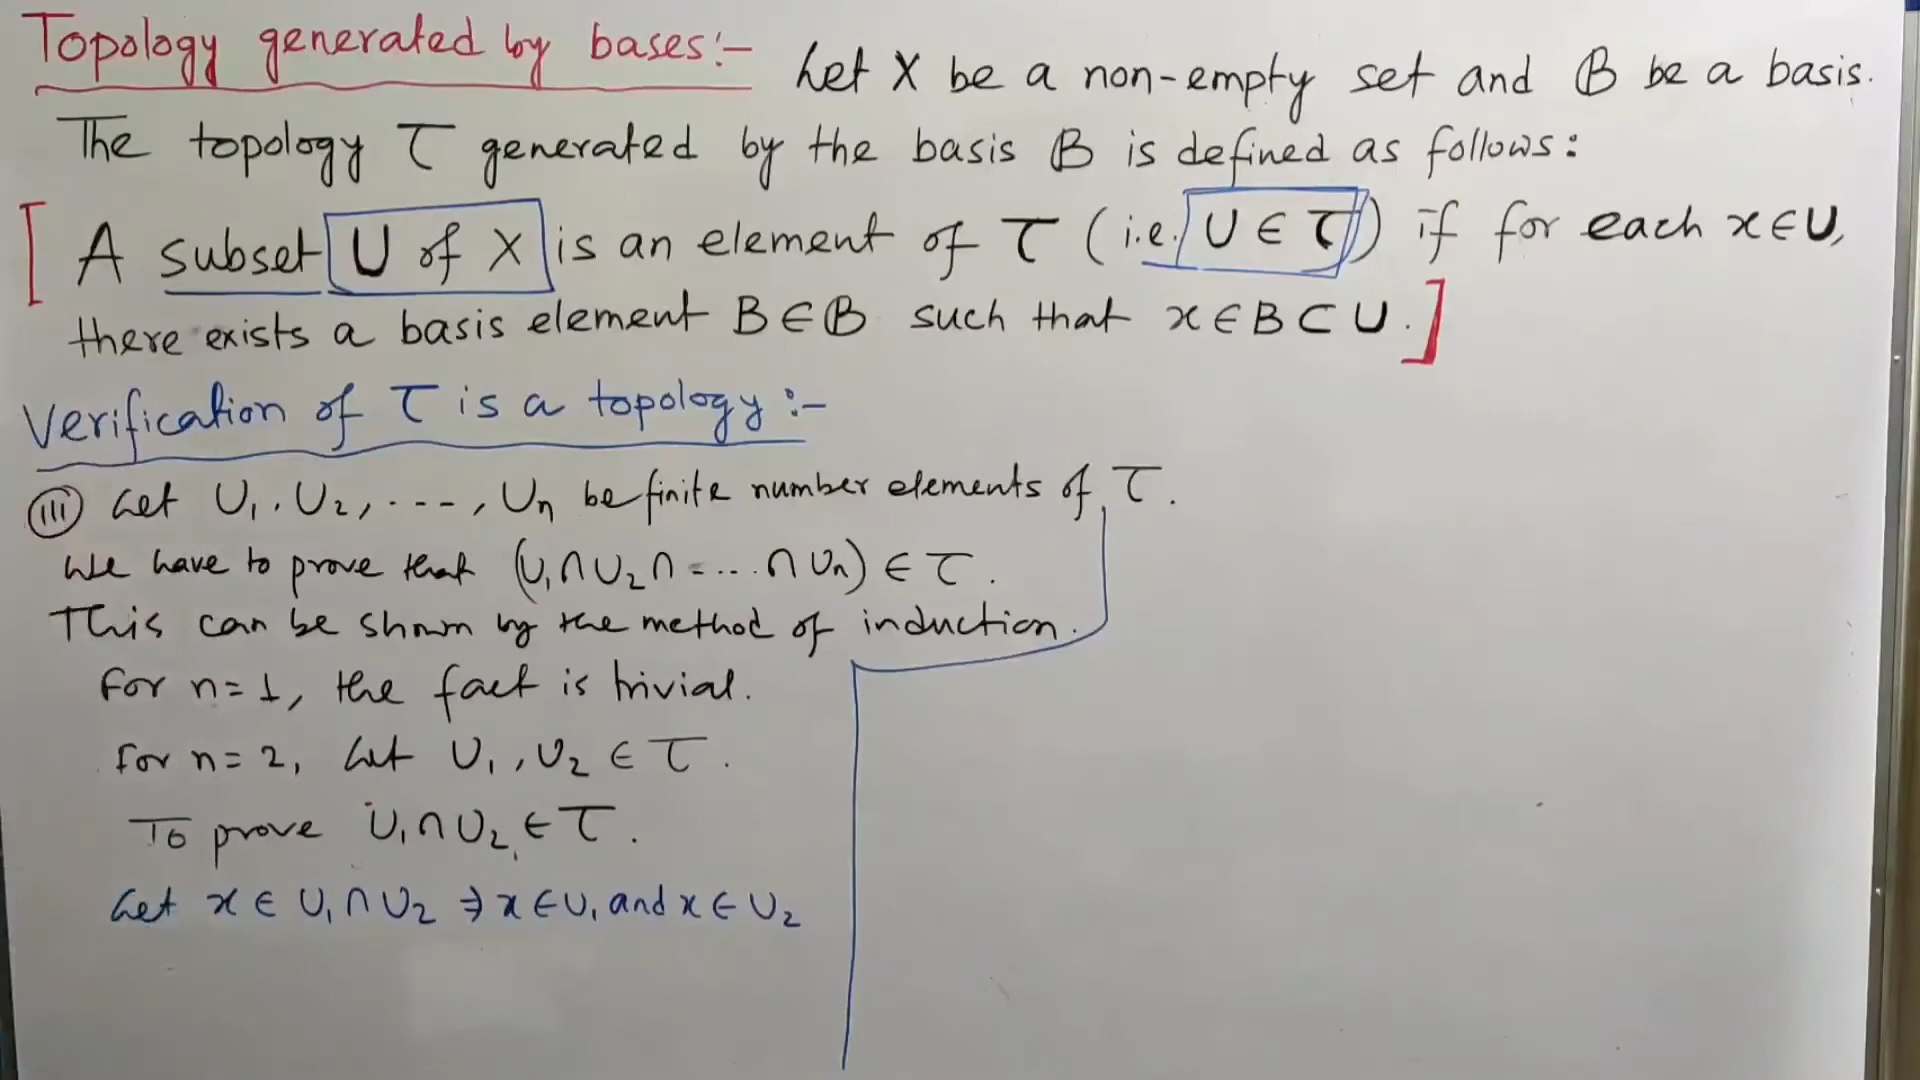 Topology generated by bases:- Let X be a non-empty set and 𝔹 be a basis.
The topology τ generated by the basis 𝔹 is defined as follows:
[ A subset U of X is an element of τ (i.e. U ∈ τ) if for each x∈U,
there exists a basis element B∈𝔹 such that x∈B⊂U.]
Verification of τ is a topology:-
(iii) Let U₁, U₂, ----, Uₙ be finite number elements of τ.
We have to prove that (U₁∩U₂∩-...∩Uₙ) ∈ τ.
This can be shown by the method of induction.
For n=1, the fact is trivial.
For n=2, Let U₁, U₂ ∈ τ.
To prove U₁∩U₂ ∈ τ.
Let x ∈ U₁∩U₂ ⇒ x∈U₁ and x∈U₂